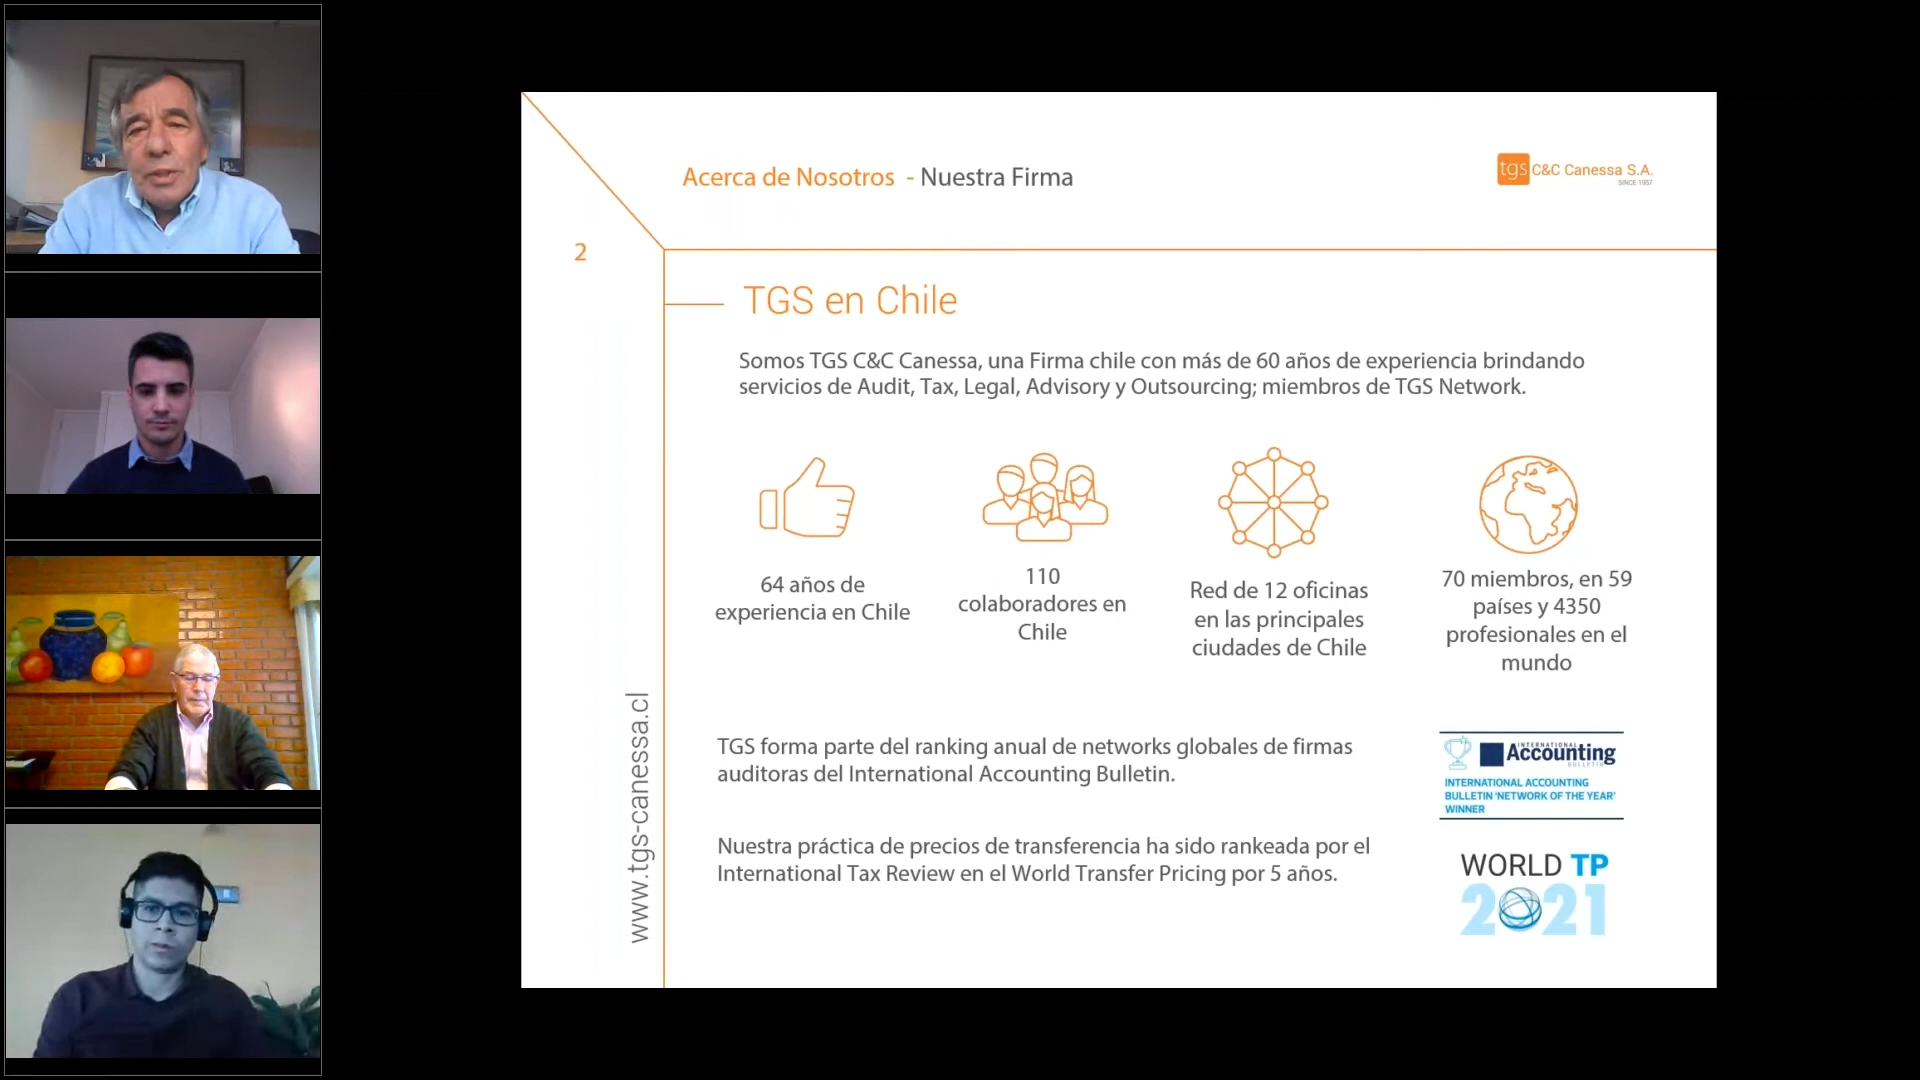 Acerca de Nosotros - Nuestra Firma
tgs C&C Canessa S.A.
SINCE 1957
2
TGS en Chile
Somos TGS C&C Canessa, una Firma chile con más de 60 años de experiencia brindando
servicios de Audit, Tax, Legal, Advisory y Outsourcing; miembros de TGS Network.
64 años de
experiencia en Chile
110
colaboradores en
Chile
Red de 12 oficinas
en las principales
ciudades de Chile
70 miembros, en 59
países y 4350
profesionales en el
mundo
www.tgs-canessa.cl
TGS forma parte del ranking anual de networks globales de firmas
auditoras del International Accounting Bulletin.
INTERNATIONAL
Accounting
BULLETIN
INTERNATIONAL ACCOUNTING
BULLETIN 'NETWORK OF THE YEAR'
WINNER
Nuestra práctica de precios de transferencia ha sido rankeada por el
International Tax Review en el World Transfer Pricing por 5 años.
WORLD TP
2021